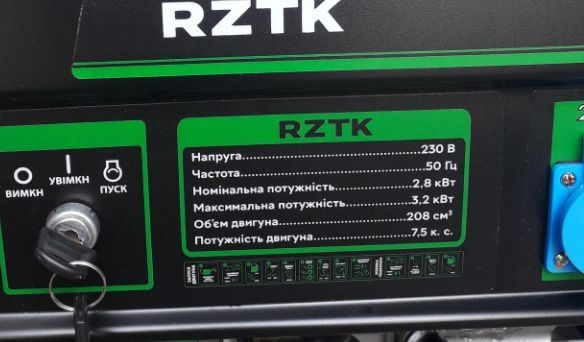 RZTK
ВИМКН
УВІМКН
ПУСК
RZTK
Напруга..............................................230 В
Частота...............................................50 Гц
Номінальна потужність..................2,8 кВт
Максимальна потужність................3,2 кВт
Об'єм двигуна................................208 см³
Потужність двигуна.........................7,5 к. с.